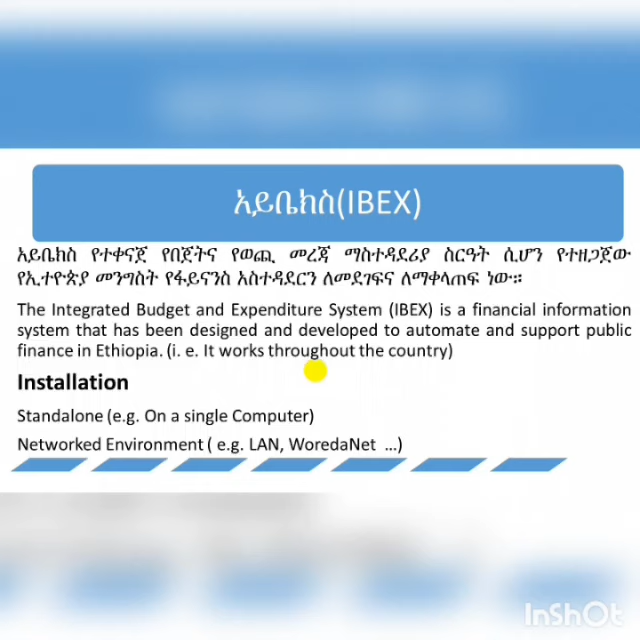 አይቤክስ(IBEX)
አይቤክስ የተቀናጀ የበጀትና የወጪ መረጃ ማስተዳደሪያ ስርዓት ሲሆን የተዘጋጀው
የኢትዮጵያ መንግስት የፋይናንስ አስተዳደርን ለመደገፍና ለማቀላጠፍ ነው።
The Integrated Budget and Expenditure System (IBEX) is a financial information
system that has been designed and developed to automate and support public
finance in Ethiopia. (i. e. It works throughout the country)
Installation
Standalone (e.g. On a single Computer)
Networked Environment ( e.g. LAN, WoredaNet ...)
InShOt